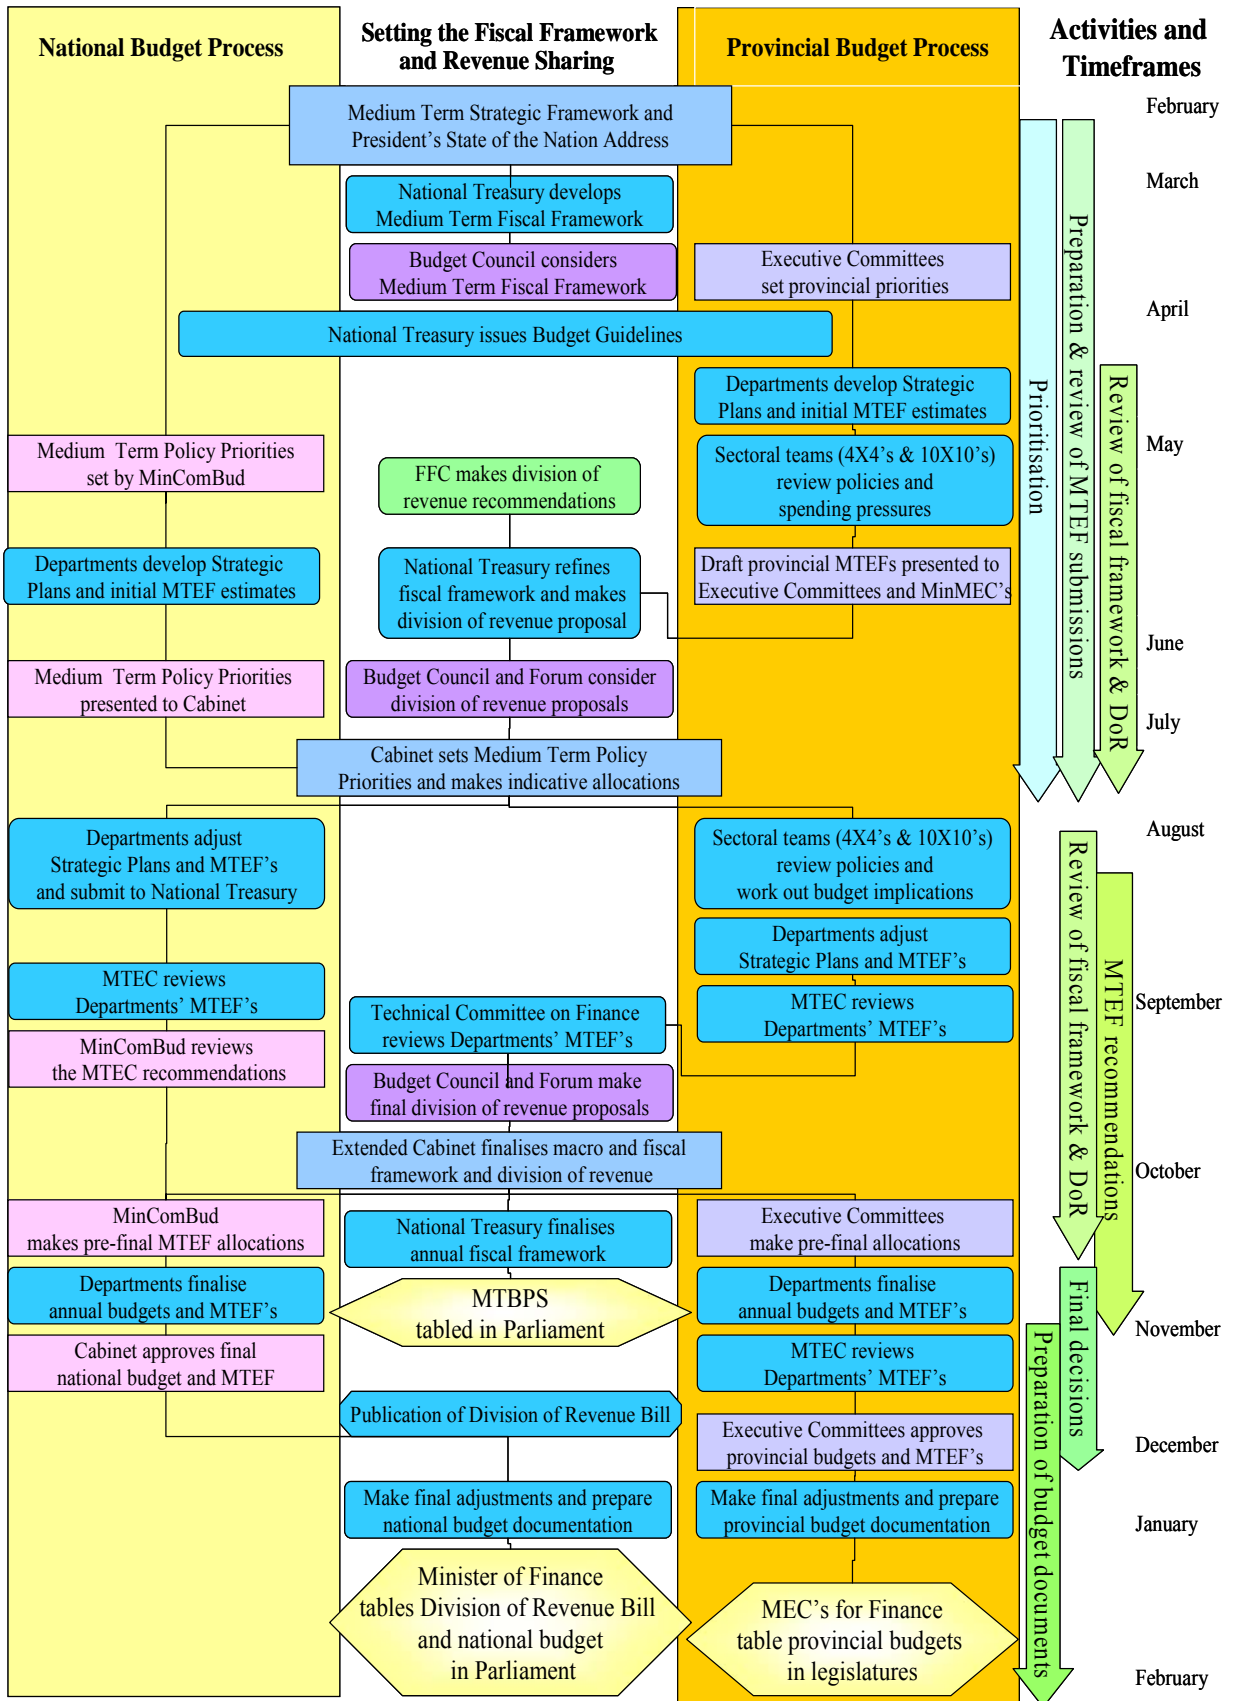 National Budget Process
Setting the Fiscal Framework
and Revenue Sharing
Provincial Budget Process
Activities and
Timeframes
Medium Term Strategic Framework and
President's State of the Nation Address
February
National Treasury develops
Medium Term Fiscal Framework
March
Budget Council considers
Medium Term Fiscal Framework
Executive Committees
set provincial priorities
National Treasury issues Budget Guidelines
April
Departments develop Strategic
Plans and initial MTEF estimates
Medium  Term Policy Priorities
set by MinComBud
FFC makes division of
revenue recommendations
Sectoral teams (4X4's & 10X10's)
review policies and
spending pressures
May
Departments develop Strategic
Plans and initial MTEF estimates
National Treasury refines
fiscal framework and makes
division of revenue proposal
Draft provincial MTEFs presented to
Executive Committees and MinMEC's
June
Medium  Term Policy Priorities
presented to Cabinet
Budget Council and Forum consider
division of revenue proposals
July
Cabinet sets Medium Term Policy
Priorities and makes indicative allocations
Prioritisation
Preparation & review of MTEF submissions
Review of fiscal framework & DoR
August
Departments adjust
Strategic Plans and MTEF's
and submit to National Treasury
Sectoral teams (4X4's & 10X10's)
review policies and
work out budget implications
Departments adjust
Strategic Plans and MTEF's
MTEC reviews
Departments' MTEF's
Technical Committee on Finance
reviews Departments' MTEF's
MTEC reviews
Departments' MTEF's
September
MinComBud reviews
the MTEC recommendations
Budget Council and Forum make
final division of revenue proposals
Extended Cabinet finalises macro and fiscal
framework and division of revenue
Review of fiscal framework & DoR
MTEF recommendations
October
MinComBud
makes pre-final MTEF allocations
National Treasury finalises
annual fiscal framework
Executive Committees
make pre-final allocations
Departments finalise
annual budgets and MTEF's
MTBPS
tabled in Parliament
Departments finalise
annual budgets and MTEF's
November
Cabinet approves final
national budget and MTEF
MTEC reviews
Departments' MTEF's
Final decisions
Publication of Division of Revenue Bill
Executive Committees approves
provincial budgets and MTEF's
December
Make final adjustments and prepare
national budget documentation
Make final adjustments and prepare
provincial budget documentation
January
Preparation of budget documents
Minister of Finance
tables Division of Revenue Bill
and national budget
in Parliament
MEC's for Finance
table provincial budgets
in legislatures
February